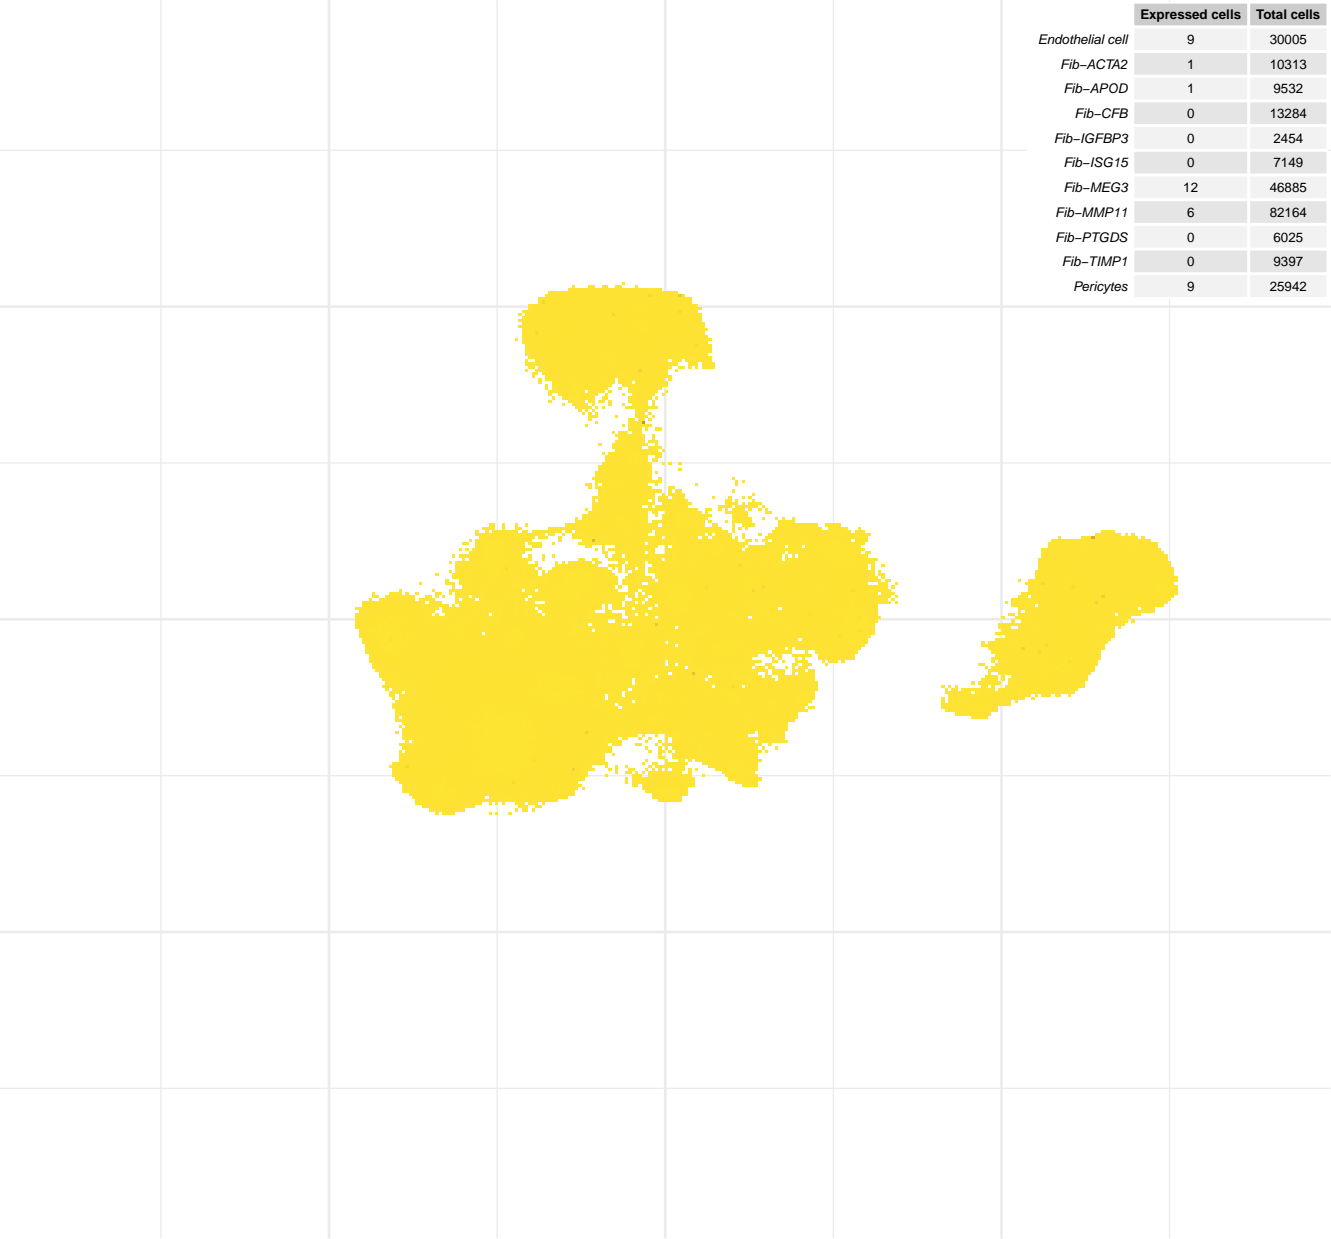 Expressed cells Total cells
Endothelial cell 9 30005
Fib−ACTA2 1 10313
Fib−APOD 1 9532
Fib−CFB 0 13284
Fib−IGFBP3 0 2454
Fib−ISG15 0 7149
Fib−MEG3 12 46885
Fib−MMP11 6 82164
Fib−PTGDS 0 6025
Fib−TIMP1 0 9397
Pericytes 9 25942